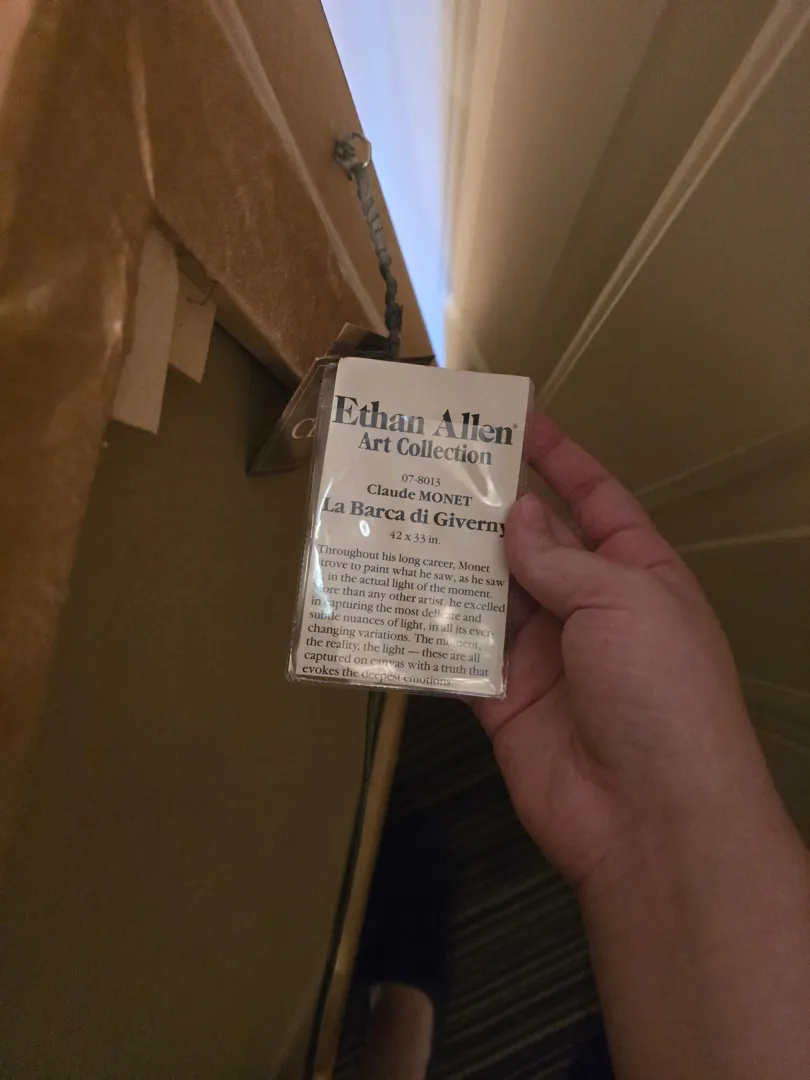 Ethan Allen®
Art Collection
07-8013
Claude MONET
La Barca di Giverny
42 x 33 in.
Throughout his long career, Monet
strove to paint what he saw, as he saw
in the actual light of the moment.
More than any other artist, he excelled
in capturing the most delicate and
subtle nuances of light, in all its ever-
changing variations. The moment,
the reality, the light — these are all
captured on canvas with a truth that
evokes the deepest emotions.